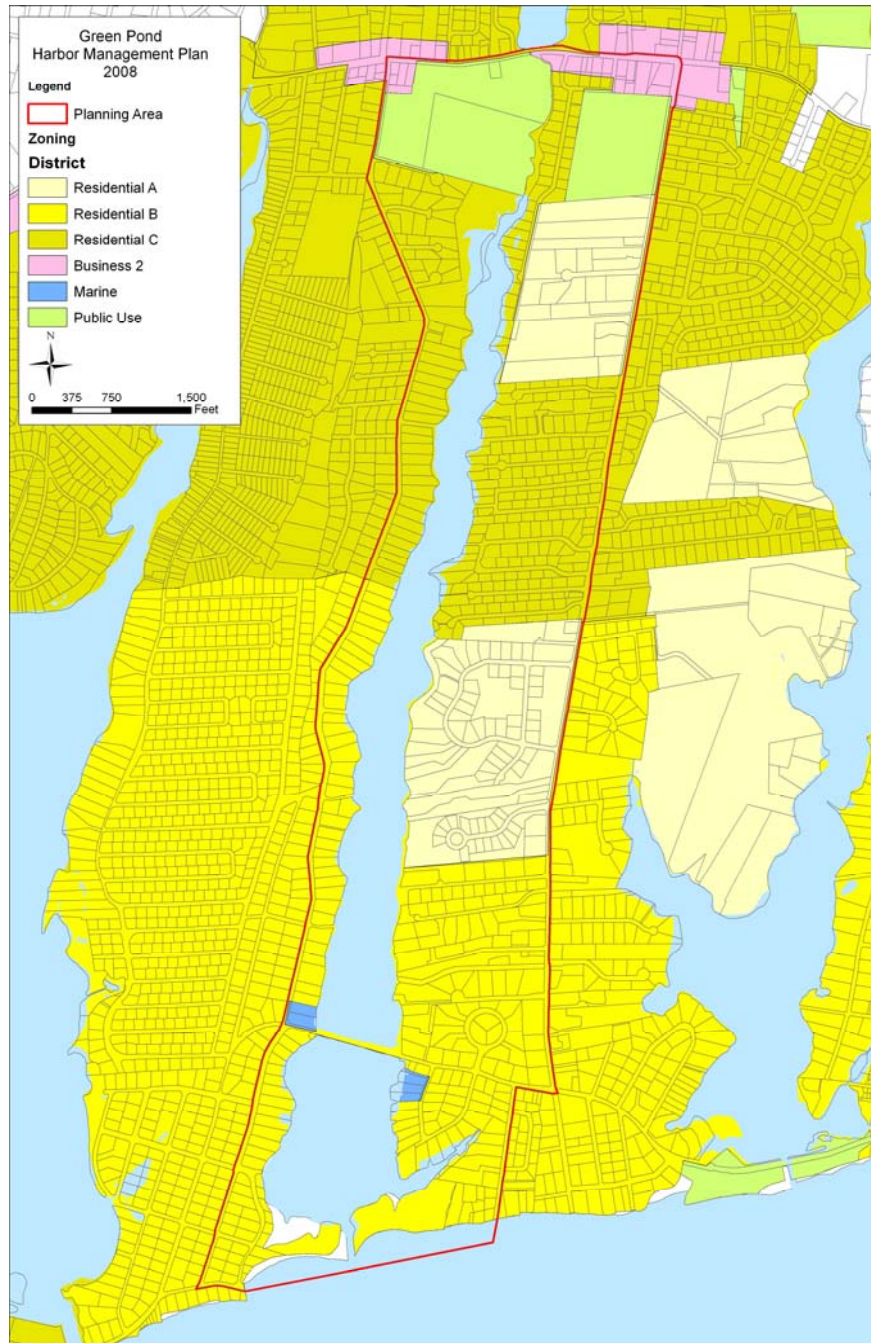 Green Pond
Harbor Management Plan
2008
Legend
Planning Area
Zoning
District
Residential A
Residential B
Residential C
Business 2
Marine
Public Use
N
0 375 750 1,500
Feet